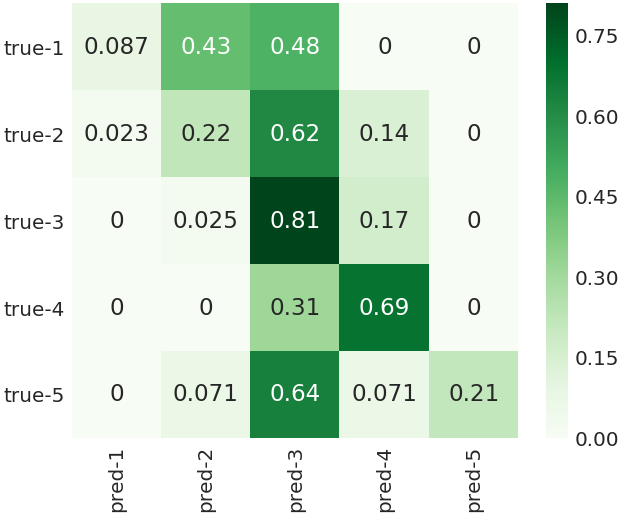 true-1 0.087 0.43 0.48 0 0
true-2 0.023 0.22 0.62 0.14 0
true-3 0 0.025 0.81 0.17 0
true-4 0 0 0.31 0.69 0
true-5 0 0.071 0.64 0.071 0.21
pred-1 pred-2 pred-3 pred-4 pred-5
0.75
0.60
0.45
0.30
0.15
0.00